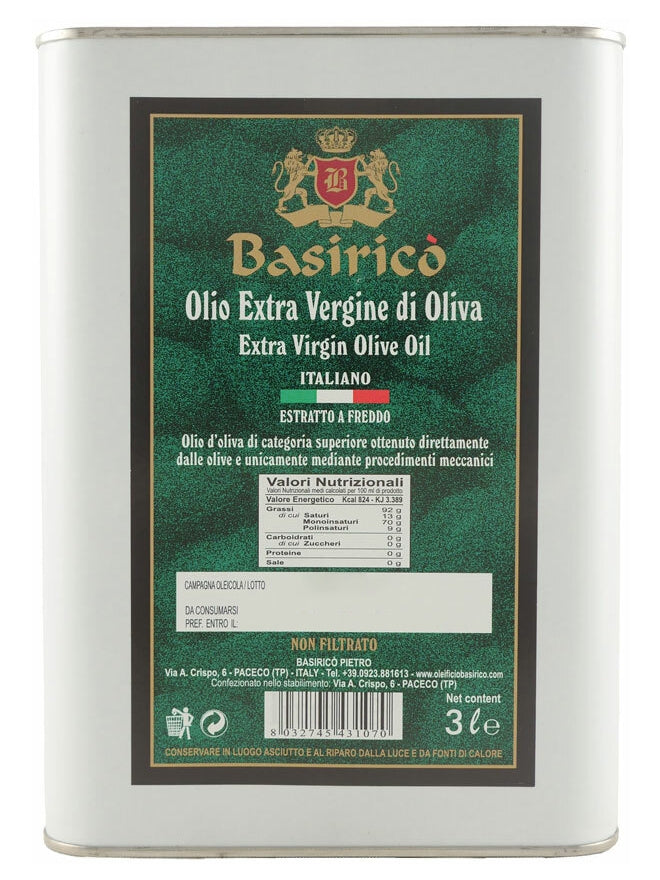 B
Basiricò
Olio Extra Vergine di Oliva
Extra Virgin Olive Oil
ITALIANO
ESTRATTO A FREDDO
Olio d'oliva di categoria superiore ottenuto direttamente
dalle olive e unicamente mediante procedimenti meccanici
Valori Nutrizionali
Valori Nutrizionali medi calcolati per 100 ml di prodotto
Valore Energetico Kcal 824 - KJ 3.389
Grassi 92 g
di cui Saturi 13 g
Monoinsaturi 70 g
Polinsaturi 9 g
Carboidrati 0 g
di cui Zuccheri 0 g
Proteine 0 g
Sale 0 g
CAMPAGNA OLEICOLA / LOTTO
DA CONSUMARSI
PREF. ENTRO IL:
NON FILTRATO
BASIRICÒ PIETRO
Via A. Crispo, 6 - PACECO (TP) - ITALY - Tel. +39.0923.881613 - www.oleificiobasirico.com
Confezionato nello stabilimento: Via A. Crispo, 6 - PACECO (TP)
Net content
3 l e
8 032745 431070
CONSERVARE IN LUOGO ASCIUTTO E AL RIPARO DALLA LUCE E DA FONTI DI CALORE